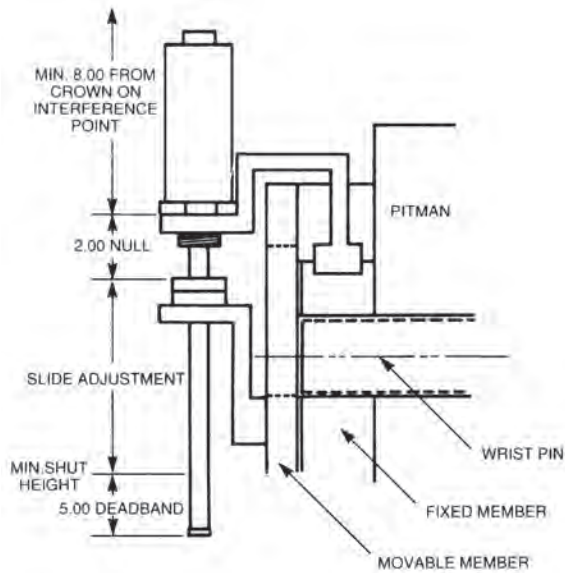 MIN. 8.00 FROM
CROWN ON
INTERFERENCE
POINT
PITMAN
2.00 NULL
SLIDE ADJUSTMENT
WRIST PIN
MIN.SHUT
HEIGHT
5.00 DEADBAND
FIXED MEMBER
MOVABLE MEMBER